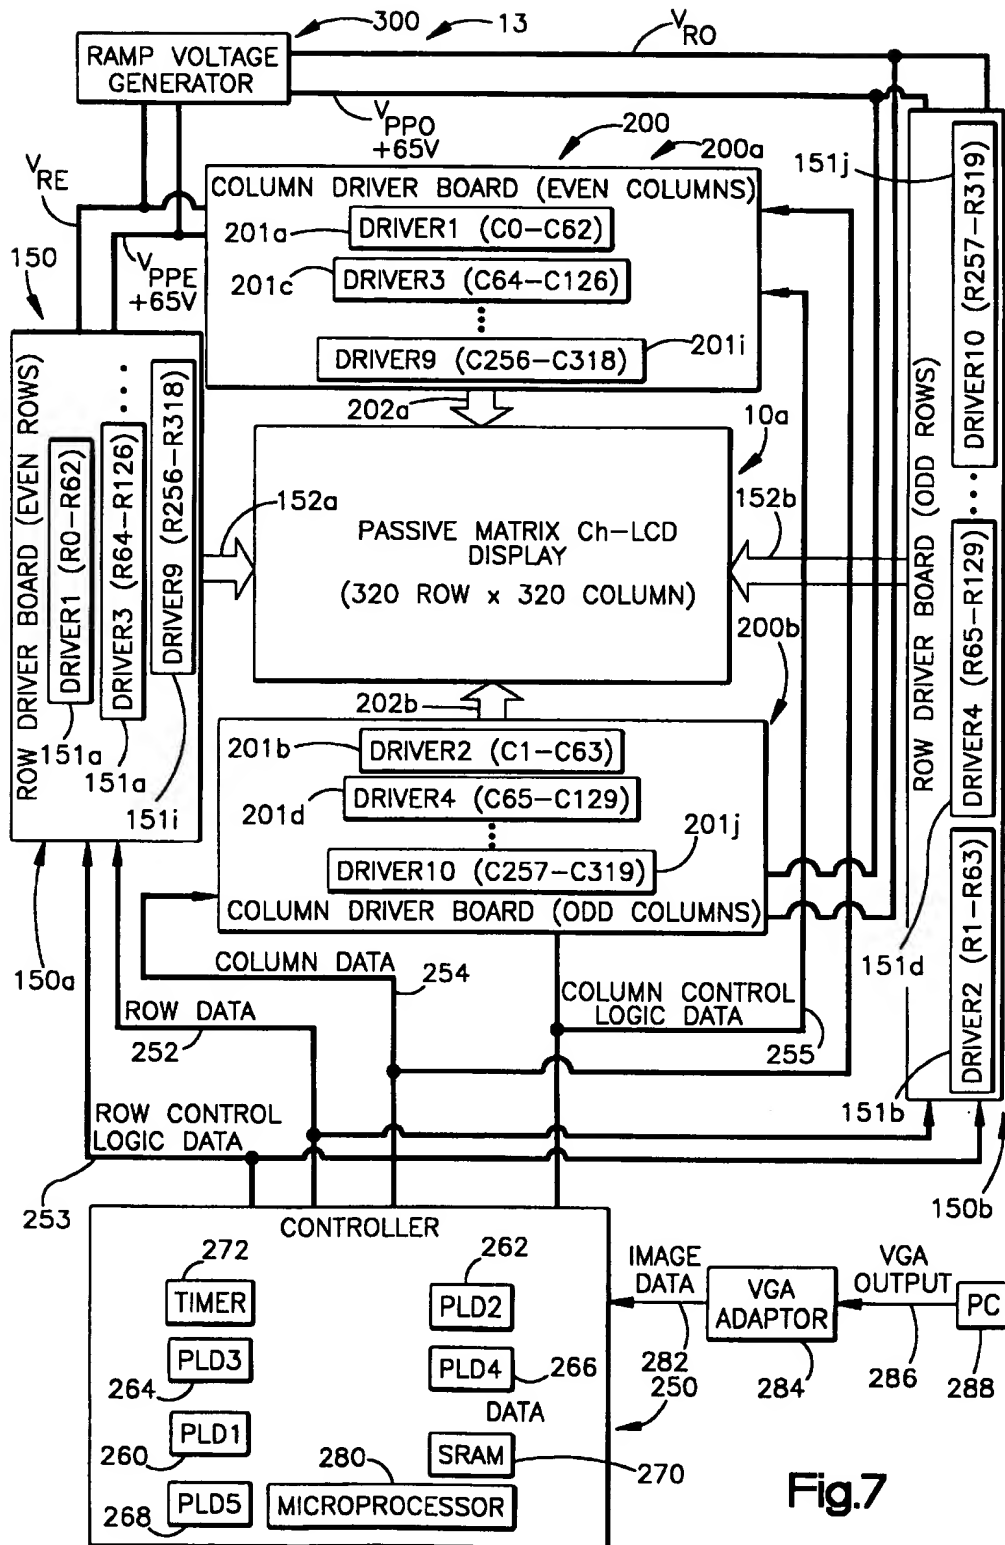 300
13
V
RO
RAMP VOLTAGE
GENERATOR
V
PPO
+65V
200
200a
V
RE
COLUMN DRIVER BOARD (EVEN COLUMNS)
201a
DRIVER1 (C0-C62)
201c
DRIVER3 (C64-C126)
DRIVER9 (C256-C318)
201i
202a
150
V
PPE
+65V
ROW DRIVER BOARD (EVEN ROWS)
DRIVER1 (R0-R62)
DRIVER3 (R64-R126)
DRIVER9 (R256-R318)
151a
151a
151i
150a
152a
10a
PASSIVE MATRIX Ch-LCD
DISPLAY
(320 ROW x 320 COLUMN)
152b
200b
202b
201b
DRIVER2 (C1-C63)
201d
DRIVER4 (C65-C129)
201j
DRIVER10 (C257-C319)
COLUMN DRIVER BOARD (ODD COLUMNS)
151j
ROW DRIVER BOARD (ODD ROWS)
DRIVER10 (R257-R319)
DRIVER4 (R65-R129)
DRIVER2 (R1-R63)
151d
151b
150b
COLUMN DATA
254
COLUMN CONTROL
LOGIC DATA
255
ROW DATA
252
ROW CONTROL
LOGIC DATA
253
CONTROLLER
272
TIMER
262
PLD2
PLD3
264
PLD4
266
DATA
PLD1
260
SRAM
270
280
MICROPROCESSOR
PLD5
268
250
IMAGE
DATA
282
VGA
ADAPTOR
284
VGA
OUTPUT
286
PC
288
Fig.7